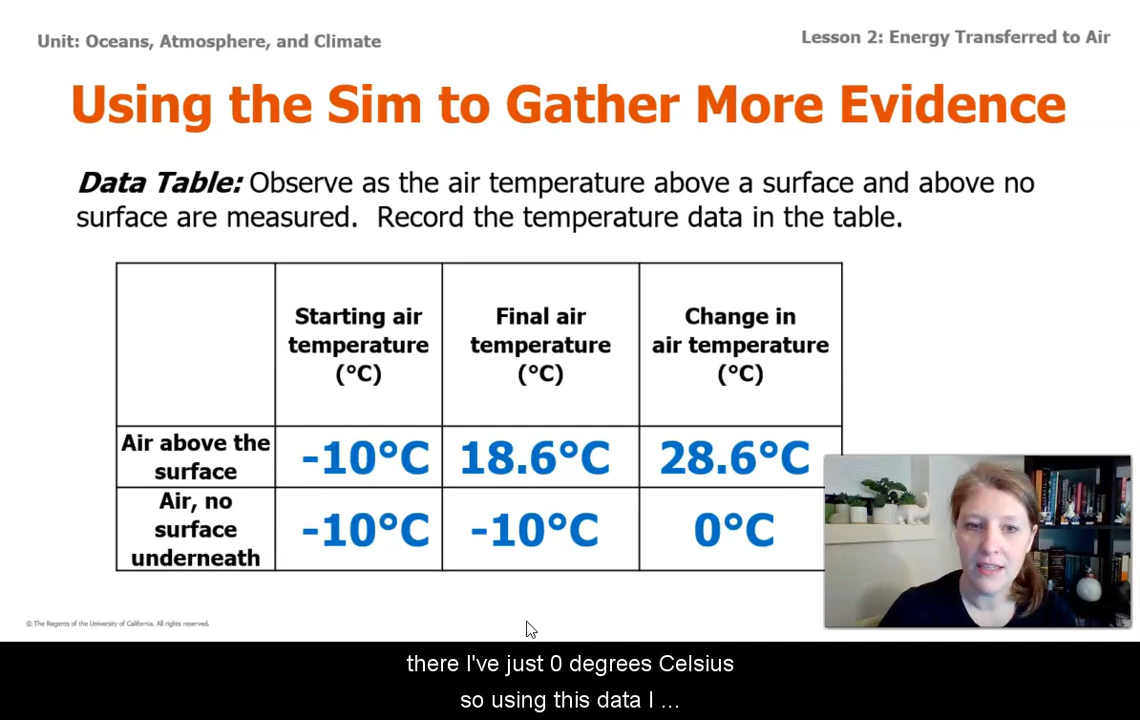 Unit: Oceans, Atmosphere, and Climate
Lesson 2: Energy Transferred to Air
Using the Sim to Gather More Evidence
Data Table: Observe as the air temperature above a surface and above no
surface are measured. Record the temperature data in the table.
Starting air
temperature
(°C)
Final air
temperature
(°C)
Change in
air temperature
(°C)
Air above the
surface
-10°C
18.6°C
28.6°C
Air, no
surface
underneath
-10°C
-10°C
0°C
© The Regents of the University of California. All rights reserved.
there I've just 0 degrees Celsius
so using this data I ...